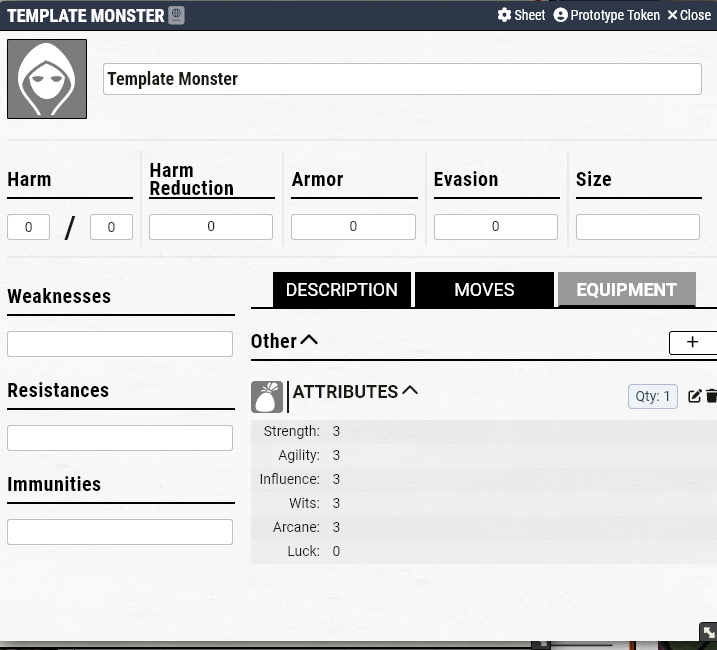 TEMPLATE MONSTER
Sheet Prototype Token Close
Template Monster
Harm
Harm
Reduction
Armor
Evasion
Size
0 / 0
0
0
0
Weaknesses
Resistances
Immunities
DESCRIPTION MOVES EQUIPMENT
Other
+
ATTRIBUTES
Qty: 1
Strength: 3
Agility: 3
Influence: 3
Wits: 3
Arcane: 3
Luck: 0